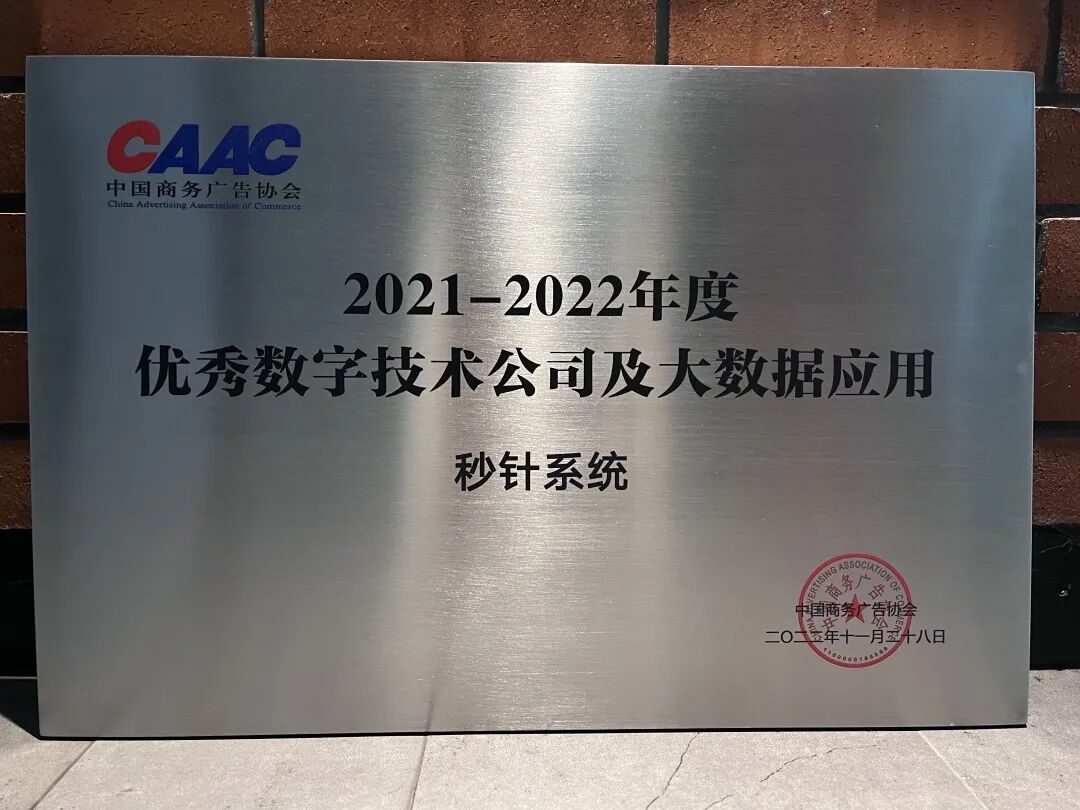 CAAC
中国商务广告协会
China Advertising Association of Commerce
2021-2022年度
优秀数字技术公司及大数据应用
秒针系统
中国商务广告协会